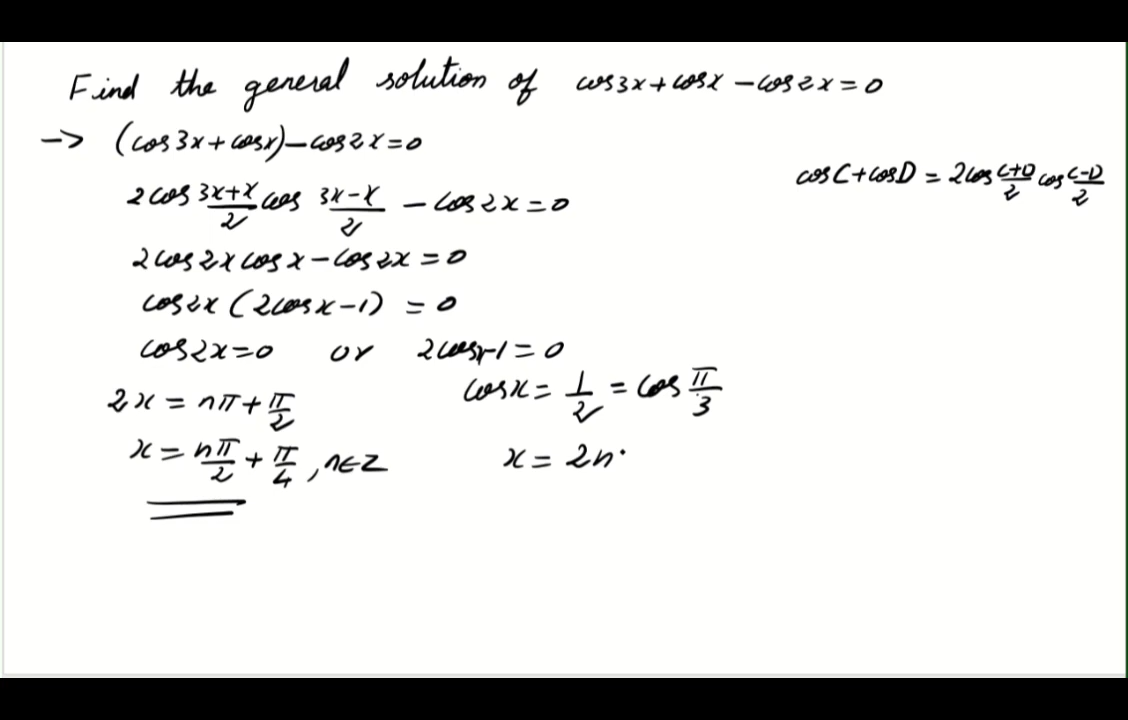 Find the general solution of cos3x+cosx-cos2x=0
→ (cos3x+cosx)-cos2x=0
cosC+cosD = 2cos (C+D)/2 cos (C-D)/2
2cos (3x+x)/2 cos (3x-x)/2 - cos2x=0
2cos2x cosx-cos2x=0
cos2x(2cosx-1) = 0
cos2x=0 or 2cosx-1=0
2x = nπ+π/2
cosx = 1/2 = cos π/3
x = nπ/2 + π/4, n∈Z
x = 2n